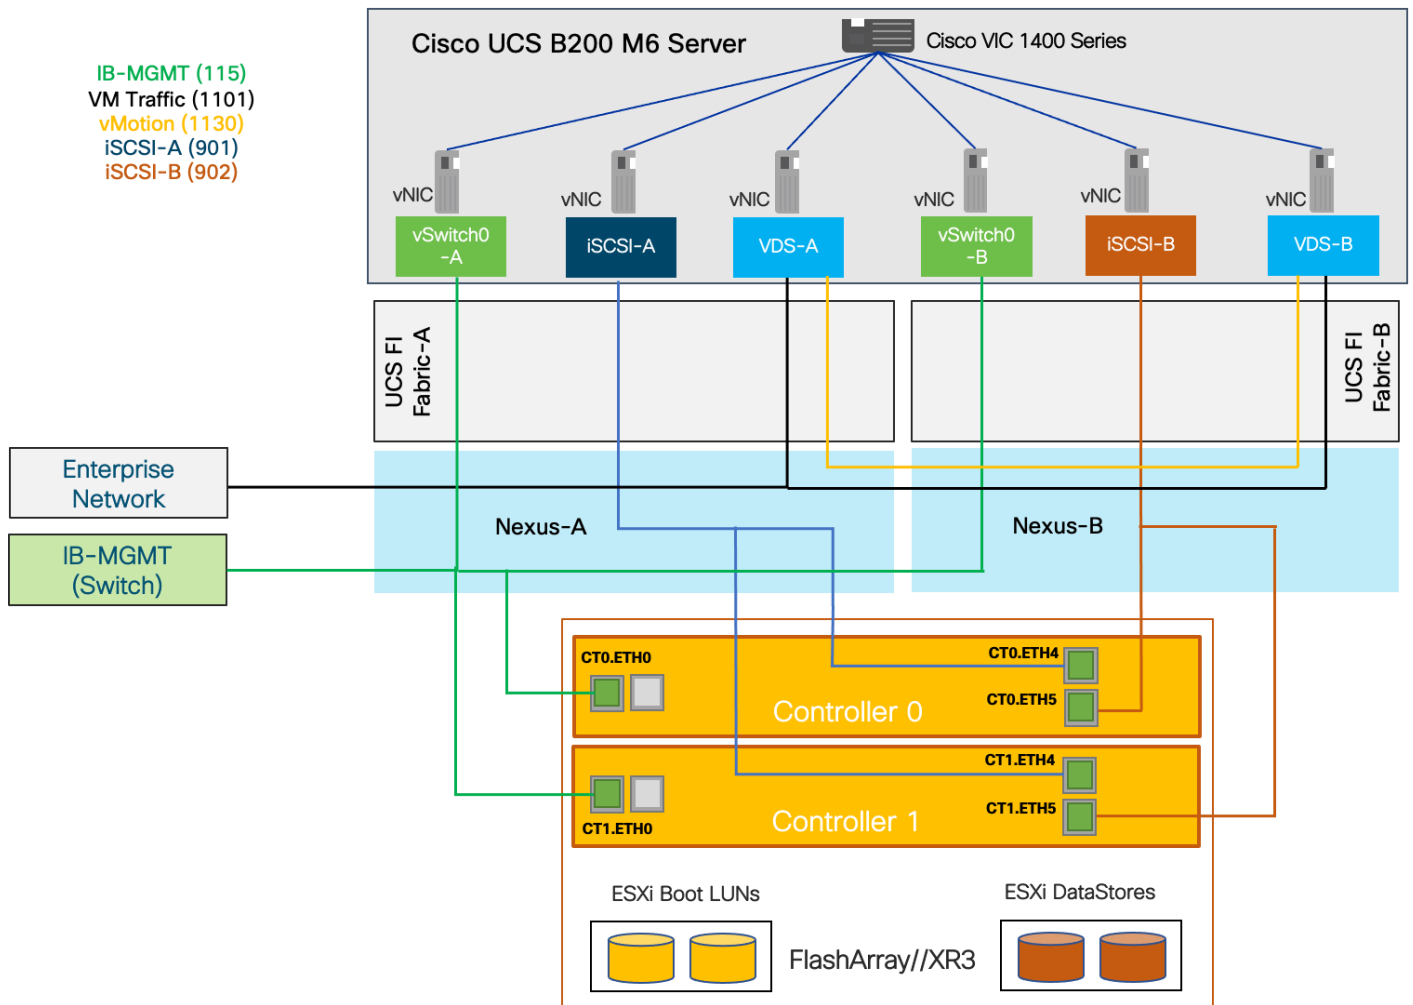 Cisco UCS B200 M6 Server
Cisco VIC 1400 Series
IB-MGMT (115)
VM Traffic (1101)
vMotion (1130)
iSCSI-A (901)
iSCSI-B (902)
vNIC
vNIC
vNIC
vNIC
vNIC
vNIC
vSwitch0
-A
iSCSI-A
VDS-A
vSwitch0
-B
iSCSI-B
VDS-B
UCS FI
Fabric-A
UCS FI
Fabric-B
Enterprise
Network
Nexus-A
Nexus-B
IB-MGMT
(Switch)
CT0.ETH0
CT0.ETH4
CT0.ETH5
Controller 0
CT1.ETH4
CT1.ETH5
CT1.ETH0
Controller 1
ESXi Boot LUNs
ESXi DataStores
FlashArray//XR3